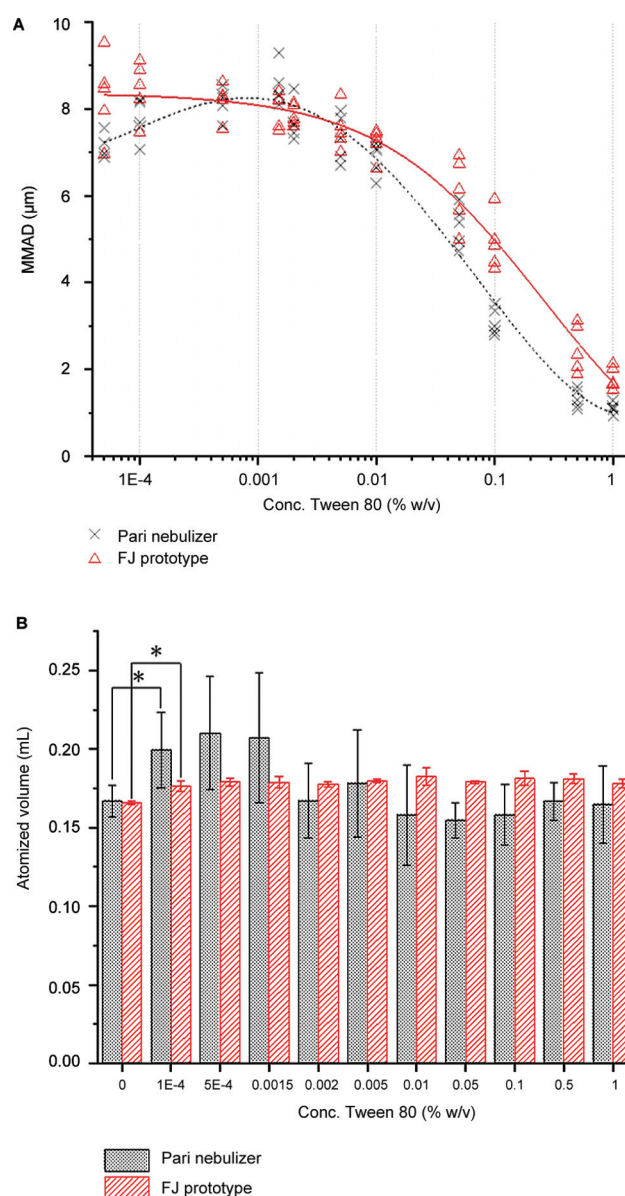 A
10
8
6
4
2
0
MMAD (µm)
1E-4 0.001 0.01 0.1 1
Conc. Tween 80 (% w/v)
Pari nebulizer
FJ prototype
B
* *
0.25
0.20
0.15
0.10
0.05
0.00
Atomized volume (mL)
0 1E-4 5E-4 0.0015 0.002 0.005 0.01 0.05 0.1 0.5 1
Conc. Tween 80 (% w/v)
Pari nebulizer
FJ prototype